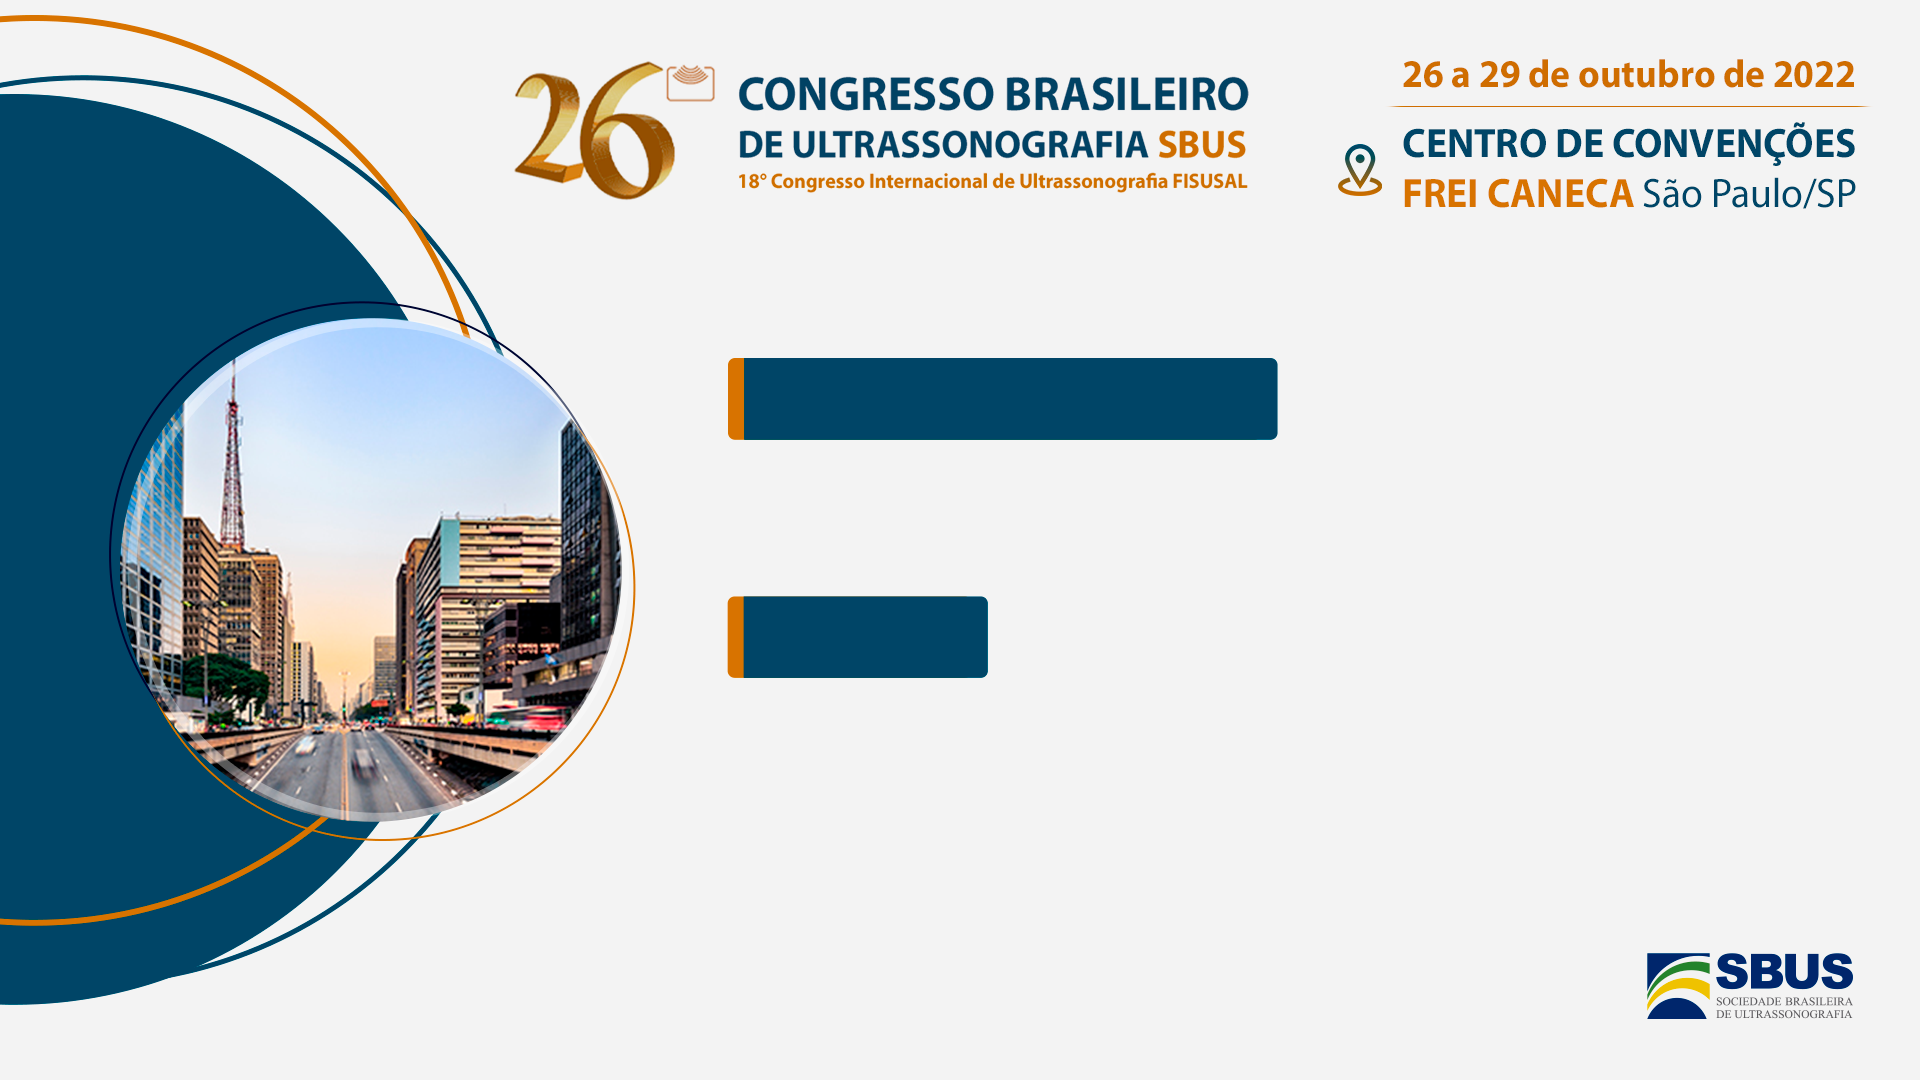 26
CONGRESSO BRASILEIRO
DE ULTRASSONOGRAFIA SBUS
18° Congresso Internacional de Ultrassonografia FISUSAL
26 a 29 de outubro de 2022
CENTRO DE CONVENÇÕES
FREI CANECA São Paulo/SP
SBUS
SOCIEDADE BRASILEIRA
DE ULTRASSONOGRAFIA